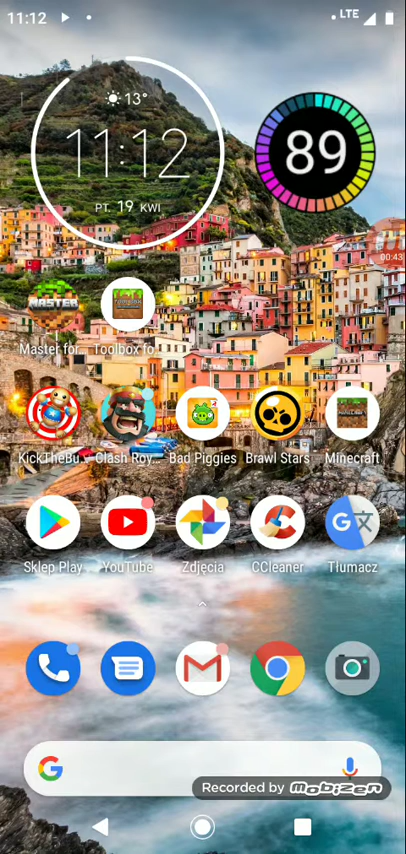 11:12
LTE
13°
11:12
PT. 19 KWI
89
00:43
MASTER
Master for... Toolbox fo...
KickTheBu... Clash Roy... Bad Piggies Brawl Stars Minecraft
Sklep Play YouTube Zdjęcia CCleaner Tłumacz
Recorded by Mobizen